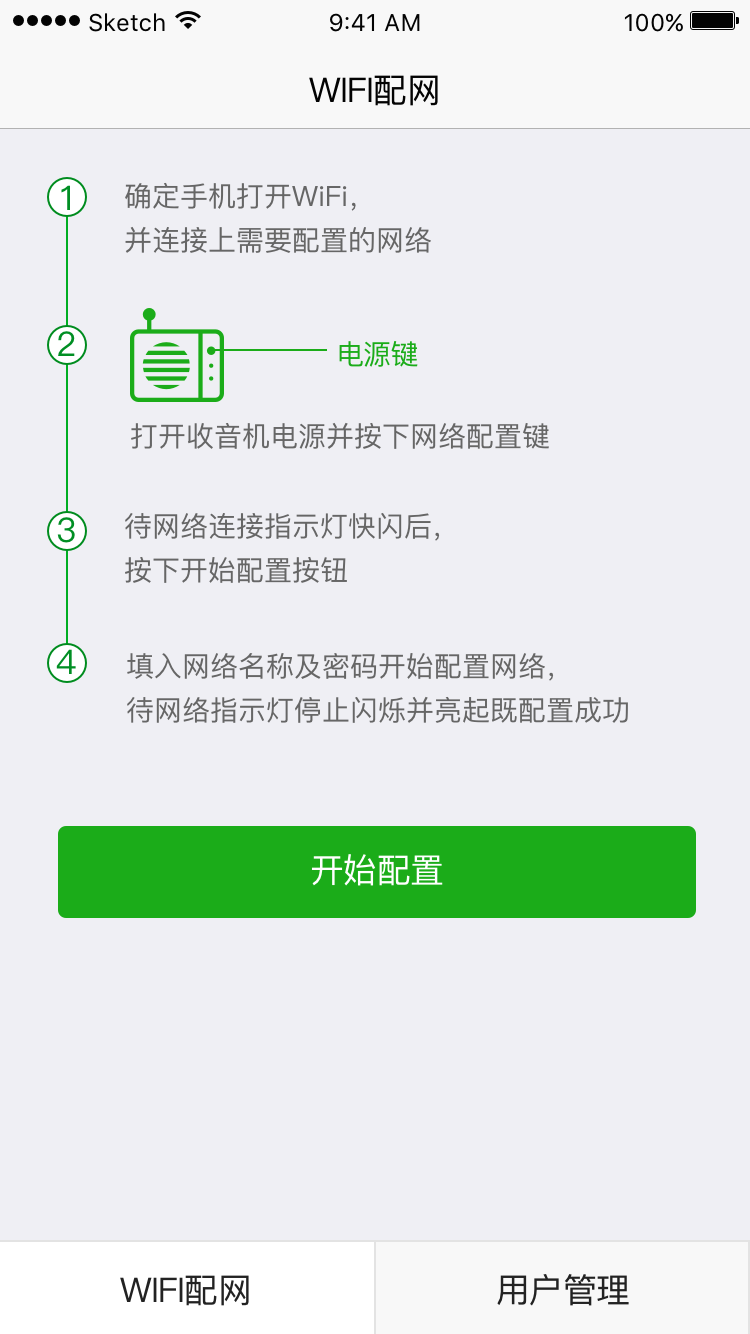 Sketch 9:41 AM 100%
WIFI配网
1
确定手机打开WiFi，
并连接上需要配置的网络
2
电源键
打开收音机电源并按下网络配置键
3
待网络连接指示灯快闪后，
按下开始配置按钮
4
填入网络名称及密码开始配置网络，
待网络指示灯停止闪烁并亮起既配置成功
开始配置
WIFI配网 用户管理